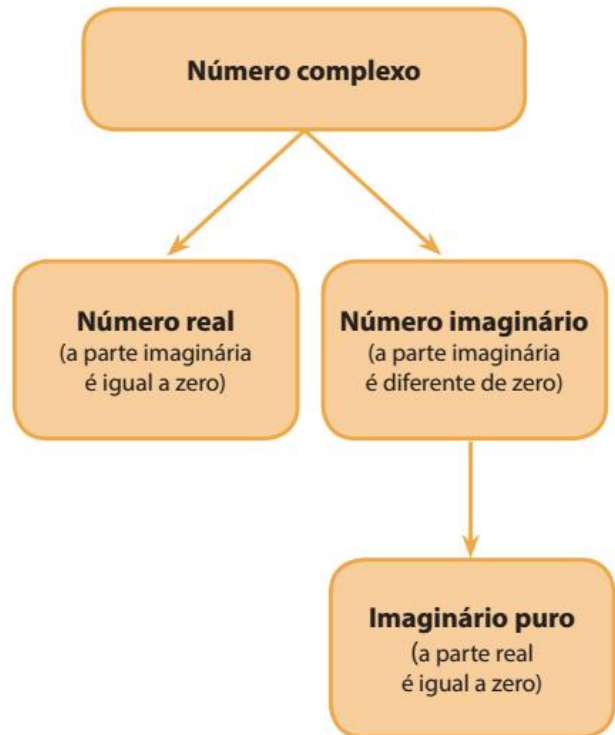 Número complexo
Número real
(a parte imaginária
é igual a zero)
Número imaginário
(a parte imaginária
é diferente de zero)
Imaginário puro
(a parte real
é igual a zero)